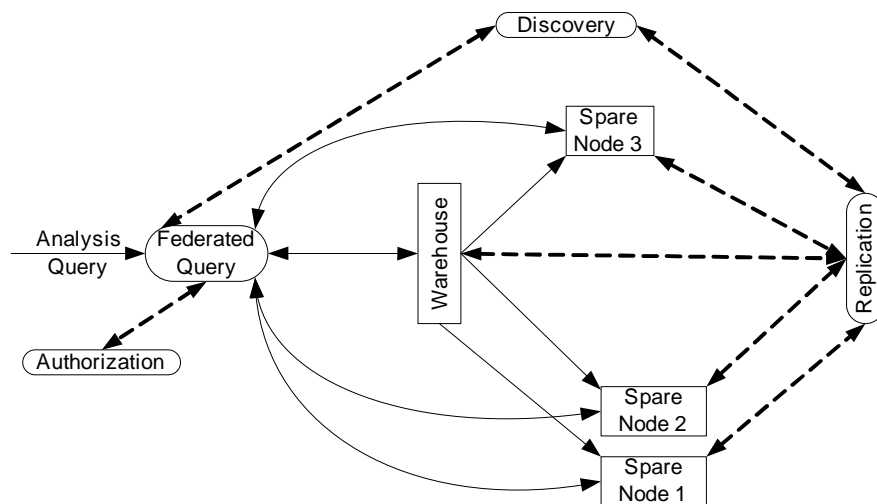 Discovery
Spare
Node 3
Analysis
Query
Federated
Query
Warehouse
Replication
Authorization
Spare
Node 2
Spare
Node 1